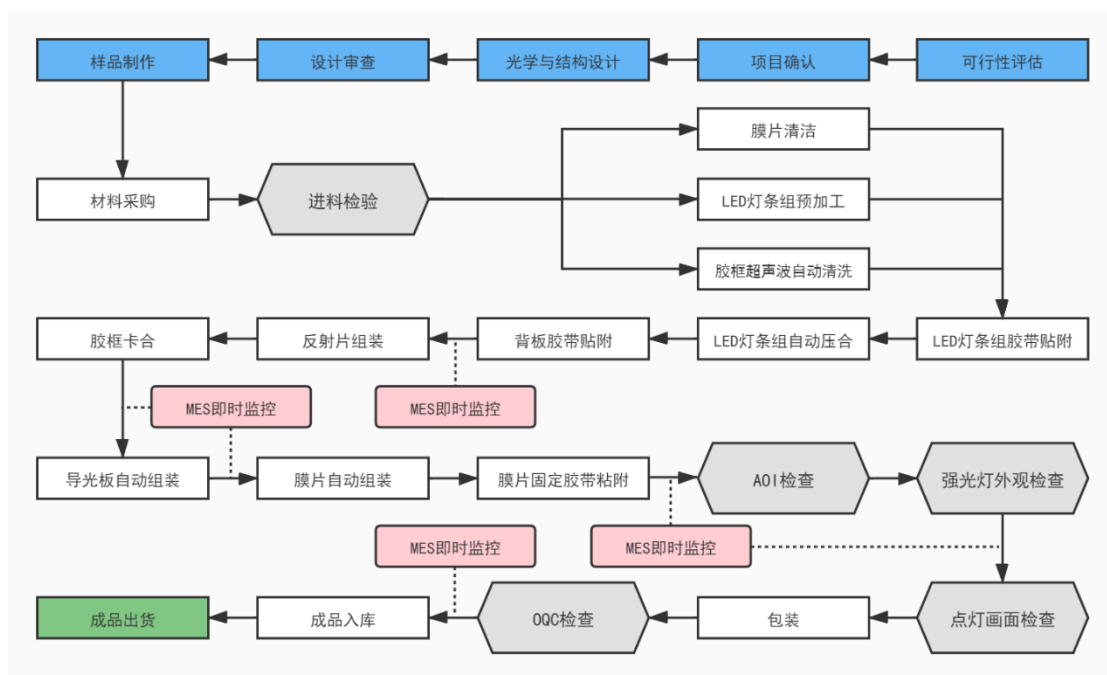 样品制作
设计审查
光学与结构设计
项目确认
可行性评估
膜片清洁
材料采购
进料检验
LED灯条组预加工
胶框超声波自动清洗
胶框卡合
反射片组装
背板胶带贴附
LED灯条组自动压合
LED灯条组胶带贴附
MES即时监控
MES即时监控
导光板自动组装
膜片自动组装
膜片固定胶带粘附
AOI检查
强光灯外观检查
MES即时监控
MES即时监控
成品出货
成品入库
OQC检查
包装
点灯画面检查